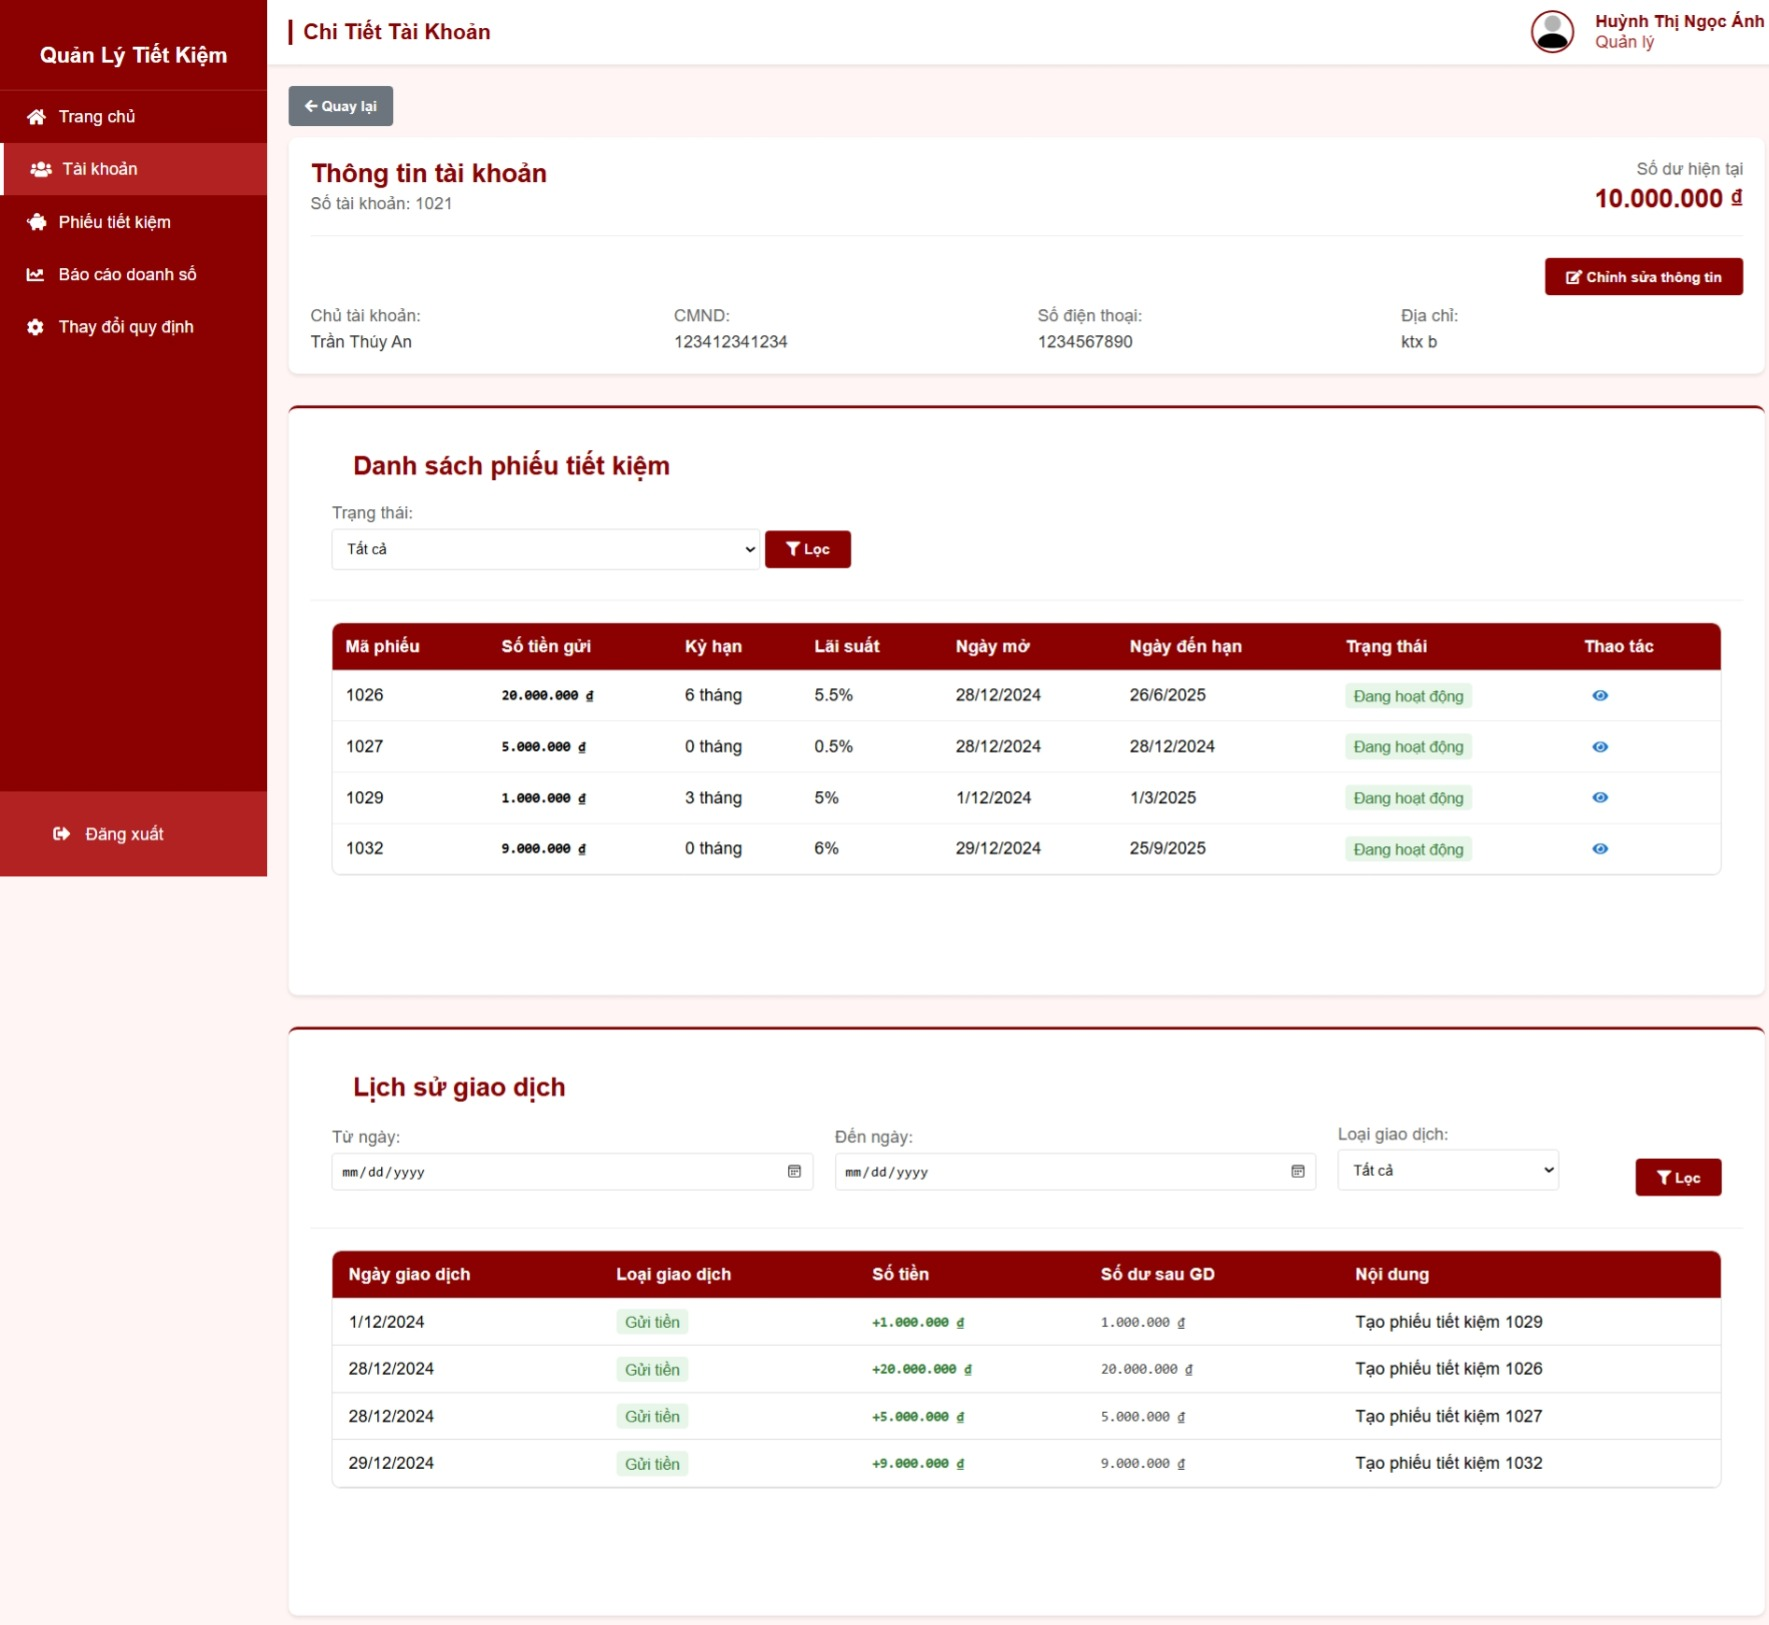 Quản Lý Tiết Kiệm
Trang chủ
Tài khoản
Phiếu tiết kiệm
Báo cáo doanh số
Thay đổi quy định
Đăng xuất
Chi Tiết Tài Khoản
Huỳnh Thị Ngọc Ánh
Quản lý
Quay lại
Thông tin tài khoản
Số tài khoản: 1021
Số dư hiện tại
10.000.000 ₫
Chỉnh sửa thông tin
Chủ tài khoản: CMND: Số điện thoại: Địa chỉ:
Trần Thúy An 123412341234 1234567890 ktx b
Danh sách phiếu tiết kiệm
Trạng thái:
Tất cả Lọc
Mã phiếu Số tiền gửi Kỳ hạn Lãi suất Ngày mở Ngày đến hạn Trạng thái Thao tác
1026 20.000.000 ₫ 6 tháng 5.5% 28/12/2024 26/6/2025 Đang hoạt động
1027 5.000.000 ₫ 0 tháng 0.5% 28/12/2024 28/12/2024 Đang hoạt động
1029 1.000.000 ₫ 3 tháng 5% 1/12/2024 1/3/2025 Đang hoạt động
1032 9.000.000 ₫ 0 tháng 6% 29/12/2024 25/9/2025 Đang hoạt động
Lịch sử giao dịch
Từ ngày: Đến ngày: Loại giao dịch:
mm/dd/yyyy mm/dd/yyyy Tất cả Lọc
Ngày giao dịch Loại giao dịch Số tiền Số dư sau GD Nội dung
1/12/2024 Gửi tiền +1.000.000 ₫ 1.000.000 ₫ Tạo phiếu tiết kiệm 1029
28/12/2024 Gửi tiền +20.000.000 ₫ 20.000.000 ₫ Tạo phiếu tiết kiệm 1026
28/12/2024 Gửi tiền +5.000.000 ₫ 5.000.000 ₫ Tạo phiếu tiết kiệm 1027
29/12/2024 Gửi tiền +9.000.000 ₫ 9.000.000 ₫ Tạo phiếu tiết kiệm 1032